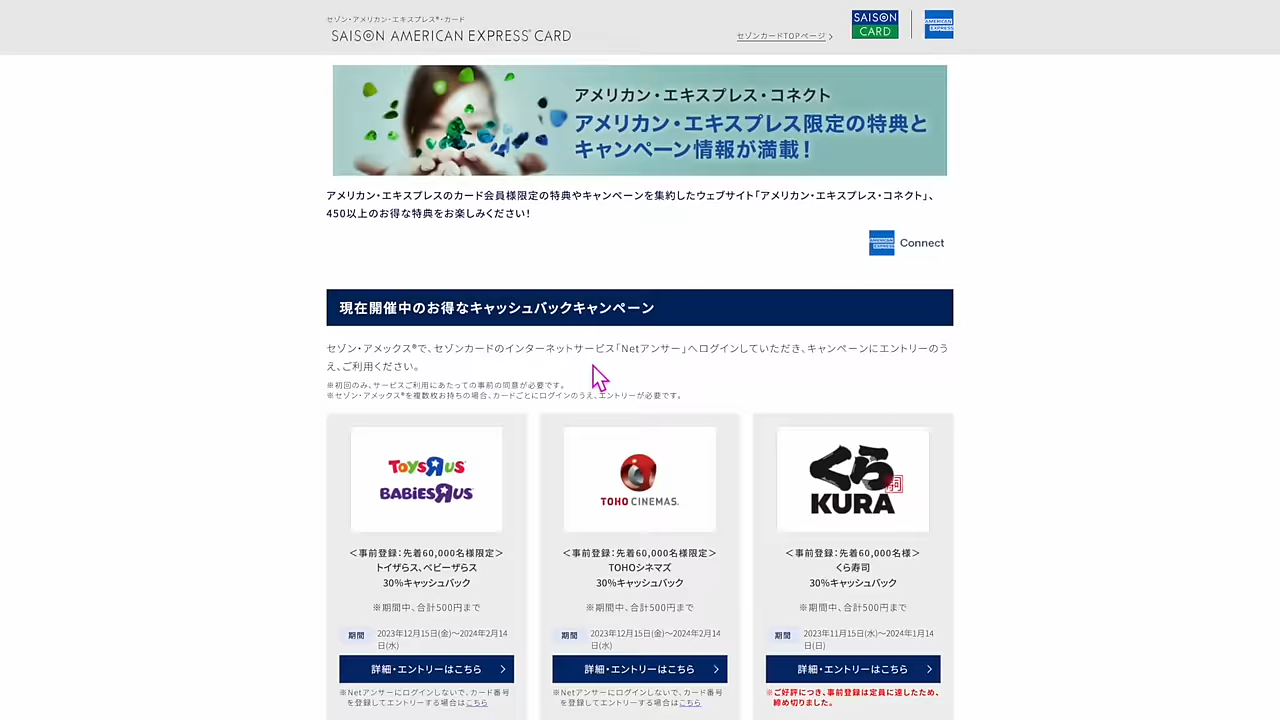 セゾン・アメリカン・エキスプレス®・カード
SAISON AMERICAN EXPRESS® CARD
セゾンカードTOPページ
SAISON CARD
AMERICAN EXPRESS
アメリカン・エキスプレス・コネクト
アメリカン・エキスプレス限定の特典と
キャンペーン情報が満載！
アメリカン・エキスプレスのカード会員様限定の特典やキャンペーンを集約したウェブサイト「アメリカン・エキスプレス・コネクト」、
450以上のお得な特典をお楽しみください！
AMERICAN EXPRESS Connect
現在開催中のお得なキャッシュバックキャンペーン
セゾン・アメックス®で、セゾンカードのインターネットサービス「Netアンサー」へログインしていただき、キャンペーンにエントリーのう
え、ご利用ください。
※初回のみ、サービスご利用にあたっての事前の同意が必要です。
※セゾン・アメックス®を複数枚お持ちの場合、カードごとにログインのうえ、エントリーが必要です。
TOYSRUS
BABIESRUS
＜事前登録：先着60,000名様限定＞
トイザらス、ベビーザらス
30％キャッシュバック
※期間中、合計500円まで
期間 2023年12月15日(金)～2024年2月14
日(水)
詳細・エントリーはこちら
※Netアンサーにログインしないで、カード番号
を登録してエントリーする場合はこちら
TOHO CINEMAS.
＜事前登録：先着60,000名様限定＞
TOHOシネマズ
30％キャッシュバック
※期間中、合計500円まで
期間 2023年12月15日(金)～2024年2月14
日(水)
詳細・エントリーはこちら
※Netアンサーにログインしないで、カード番号
を登録してエントリーする場合はこちら
くら
KURA
＜事前登録：先着60,000名様＞
くら寿司
30％キャッシュバック
※期間中、合計500円まで
期間 2023年11月15日(水)～2024年1月14
日(日)
詳細・エントリーはこちら
※ご好評につき、事前登録は定員に達したため、
締め切りました。